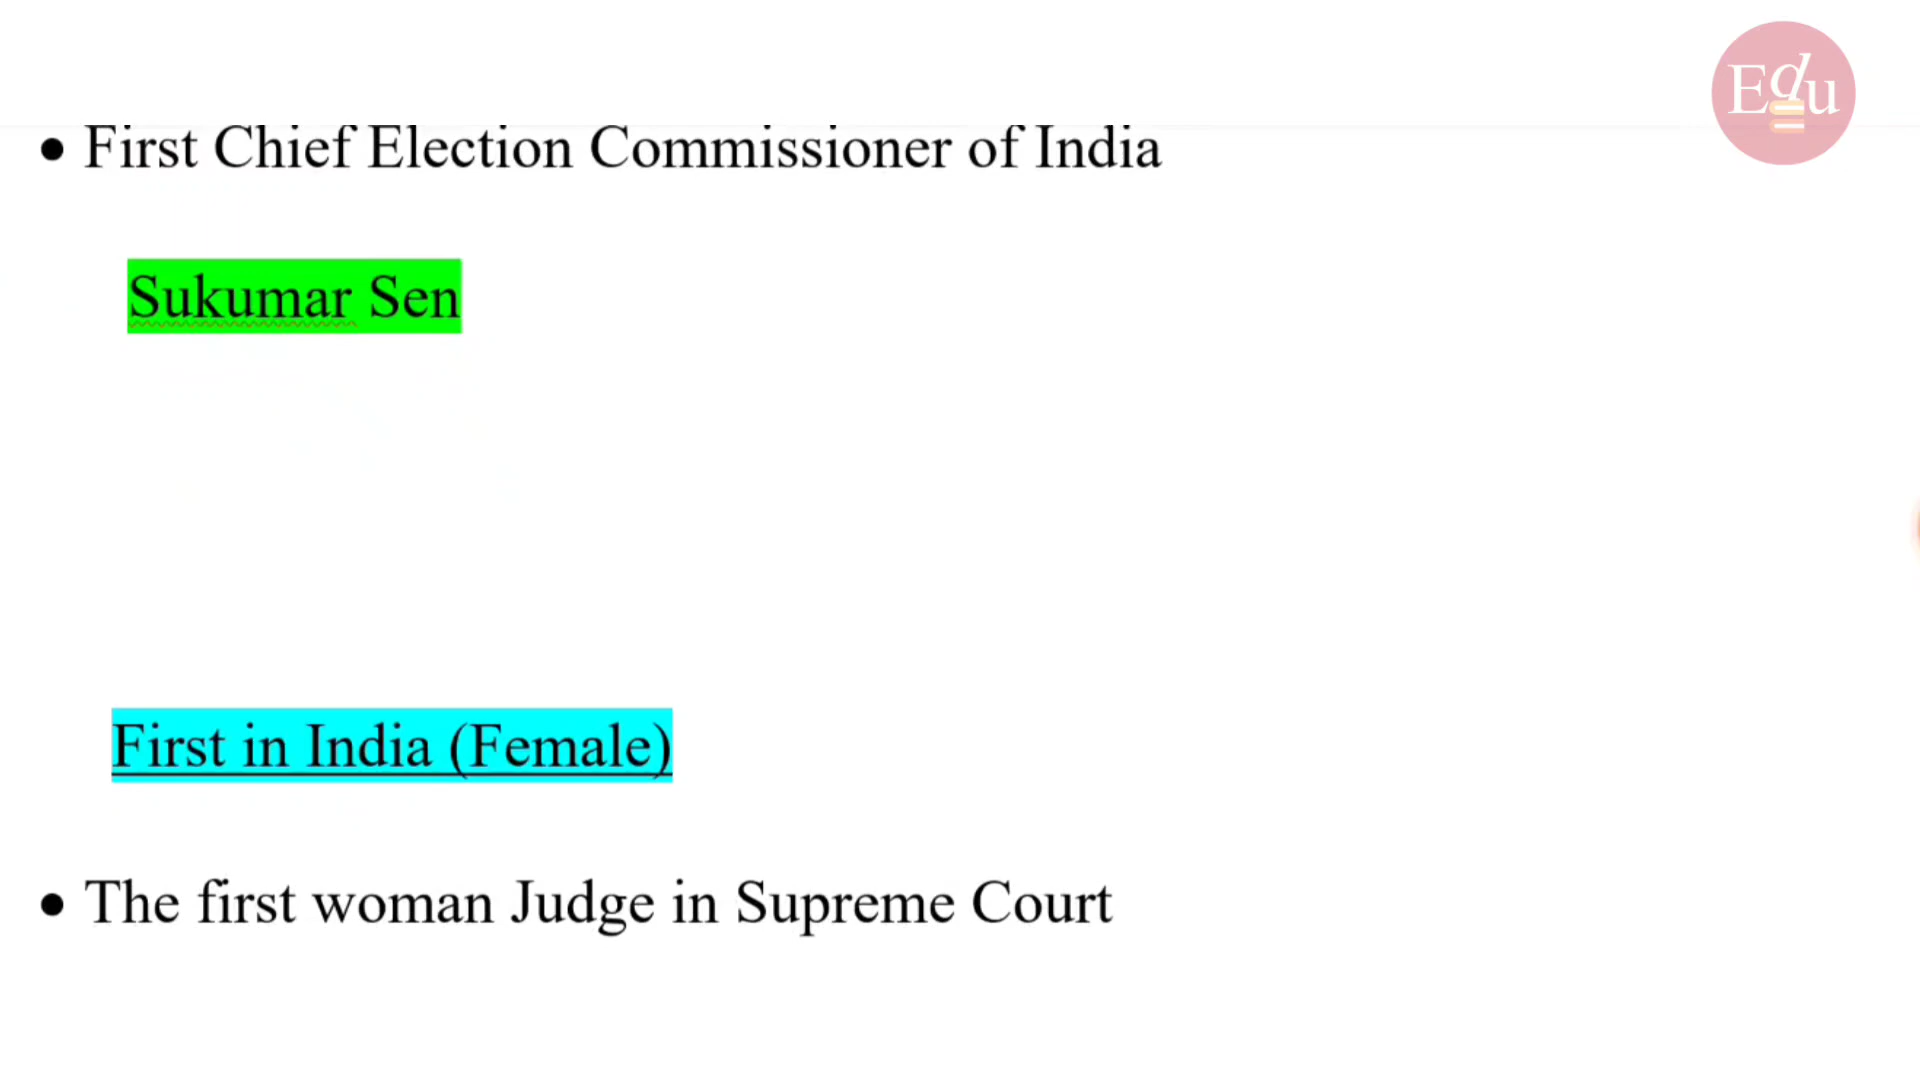 Edu
• First Chief Election Commissioner of India
Sukumar Sen
First in India (Female)
• The first woman Judge in Supreme Court